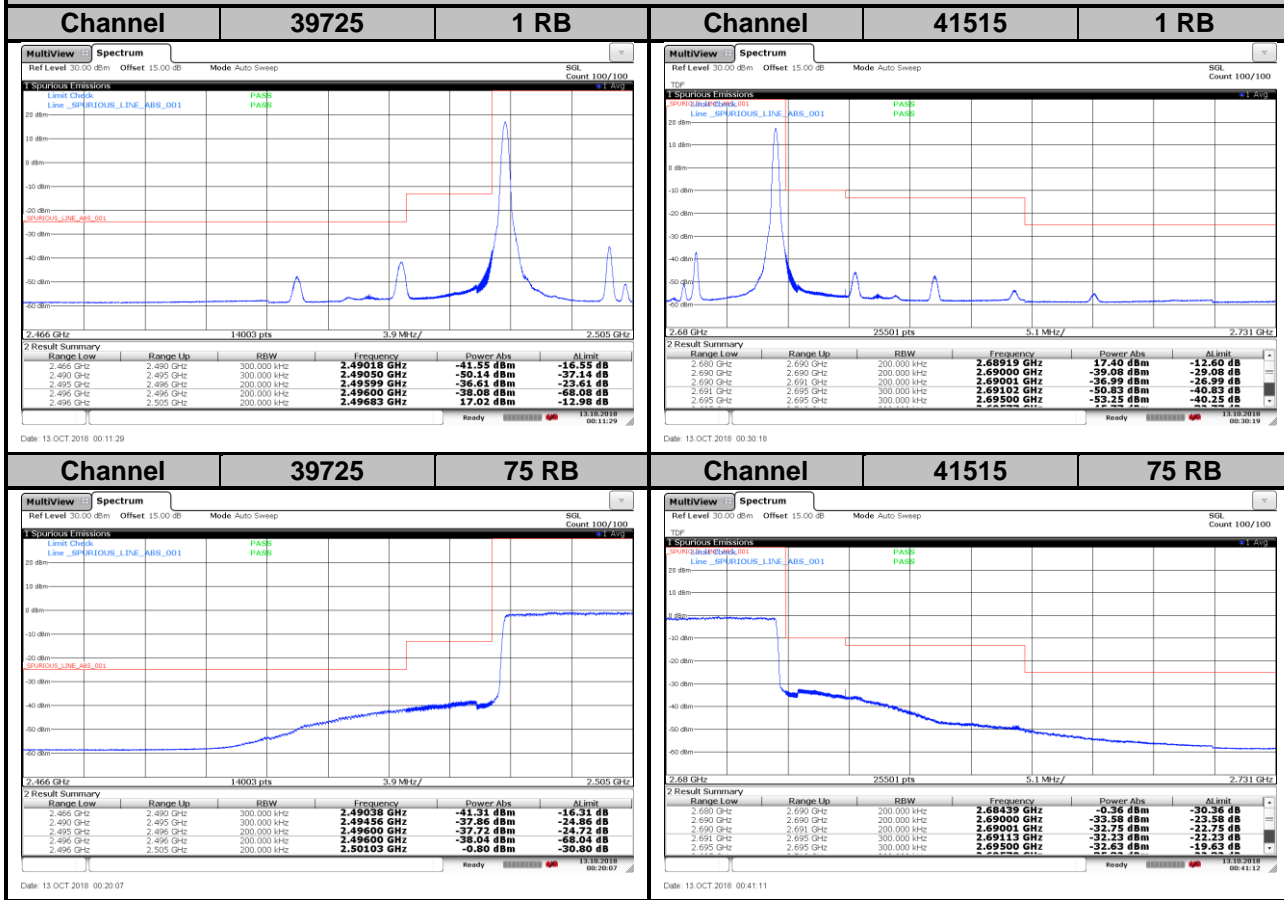 Channel 39725 1 RB
MultiView Spectrum
Ref Level 30.00 dBm Offset 15.00 dB Mode Auto Sweep SGL
Count 100/100
1 Spurious Emissions 1 Avg
Limit Check PASS
Line _SPURIOUS_LINE_ABS_001 PASS
20 dBm
10 dBm
0 dBm
-10 dBm
-20 dBm
_SPURIOUS_LINE_ABS_001
-30 dBm
-40 dBm
-50 dBm
-60 dBm
2.466 GHz 14003 pts 3.9 MHz/ 2.505 GHz
2 Result Summary
Range Low Range Up RBW Frequency Power Abs ΔLimit
2.466 GHz 2.490 GHz 300.000 kHz 2.49018 GHz -41.55 dBm -16.55 dB
2.490 GHz 2.495 GHz 300.000 kHz 2.49050 GHz -50.14 dBm -37.14 dB
2.495 GHz 2.496 GHz 200.000 kHz 2.49599 GHz -36.61 dBm -23.61 dB
2.496 GHz 2.496 GHz 200.000 kHz 2.49600 GHz -38.08 dBm -68.08 dB
2.496 GHz 2.505 GHz 200.000 kHz 2.49683 GHz 17.02 dBm -12.98 dB
Ready 13.10.2018
00:11:29
Date: 13.OCT.2018 00:11:29
Channel 41515 1 RB
MultiView Spectrum
Ref Level 30.00 dBm Offset 15.00 dB Mode Auto Sweep SGL
Count 100/100
TDF
1 Spurious Emissions 1 Avg
Limit Check PASS
Line _SPURIOUS_LINE_ABS_001 PASS
20 dBm
10 dBm
0 dBm
-10 dBm
-20 dBm
-30 dBm
-40 dBm
-50 dBm
-60 dBm
2.68 GHz 25501 pts 5.1 MHz/ 2.731 GHz
2 Result Summary
Range Low Range Up RBW Frequency Power Abs ΔLimit
2.680 GHz 2.690 GHz 200.000 kHz 2.68919 GHz 17.40 dBm -12.60 dB
2.690 GHz 2.690 GHz 200.000 kHz 2.69000 GHz -39.08 dBm -29.08 dB
2.690 GHz 2.691 GHz 200.000 kHz 2.69001 GHz -36.99 dBm -26.99 dB
2.691 GHz 2.695 GHz 300.000 kHz 2.69102 GHz -50.83 dBm -40.83 dB
2.695 GHz 2.695 GHz 300.000 kHz 2.69500 GHz -53.25 dBm -40.25 dB
Ready 13.10.2018
00:30:19
Date: 13.OCT.2018 00:30:18
Channel 39725 75 RB
MultiView Spectrum
Ref Level 30.00 dBm Offset 15.00 dB Mode Auto Sweep SGL
Count 100/100
1 Spurious Emissions 1 Avg
Limit Check PASS
Line _SPURIOUS_LINE_ABS_001 PASS
20 dBm
10 dBm
0 dBm
-10 dBm
-20 dBm
_SPURIOUS_LINE_ABS_001
-30 dBm
-40 dBm
-50 dBm
-60 dBm
2.466 GHz 14003 pts 3.9 MHz/ 2.505 GHz
2 Result Summary
Range Low Range Up RBW Frequency Power Abs ΔLimit
2.466 GHz 2.490 GHz 300.000 kHz 2.49038 GHz -41.31 dBm -16.31 dB
2.490 GHz 2.495 GHz 300.000 kHz 2.49456 GHz -37.86 dBm -24.86 dB
2.495 GHz 2.496 GHz 200.000 kHz 2.49600 GHz -37.72 dBm -24.72 dB
2.496 GHz 2.496 GHz 200.000 kHz 2.49600 GHz -38.04 dBm -68.04 dB
2.496 GHz 2.505 GHz 200.000 kHz 2.50103 GHz -0.80 dBm -30.80 dB
Ready 13.10.2018
00:20:07
Date: 13.OCT.2018 00:20:07
Channel 41515 75 RB
MultiView Spectrum
Ref Level 30.00 dBm Offset 15.00 dB Mode Auto Sweep SGL
Count 100/100
TDF
1 Spurious Emissions 1 Avg
Limit Check PASS
Line _SPURIOUS_LINE_ABS_001 PASS
20 dBm
10 dBm
0 dBm
-10 dBm
-20 dBm
-30 dBm
-40 dBm
-50 dBm
-60 dBm
2.68 GHz 25501 pts 5.1 MHz/ 2.731 GHz
2 Result Summary
Range Low Range Up RBW Frequency Power Abs ΔLimit
2.680 GHz 2.690 GHz 200.000 kHz 2.68439 GHz -0.36 dBm -30.36 dB
2.690 GHz 2.690 GHz 200.000 kHz 2.69000 GHz -33.58 dBm -23.58 dB
2.690 GHz 2.691 GHz 200.000 kHz 2.69001 GHz -32.75 dBm -22.75 dB
2.691 GHz 2.695 GHz 300.000 kHz 2.69113 GHz -32.23 dBm -22.23 dB
2.695 GHz 2.695 GHz 300.000 kHz 2.69500 GHz -32.63 dBm -19.63 dB
Ready 13.10.2018
00:41:12
Date: 13.OCT.2018 00:41:11